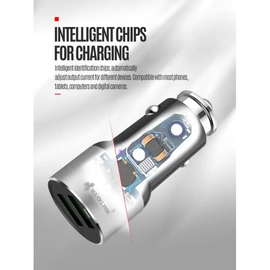 INTELLIGENT CHIPS
FOR CHARGING
Intelligent identification chips, automatically
adjust output current for different devices. Compatible with most phones,
tablets, computers and digital cameras.